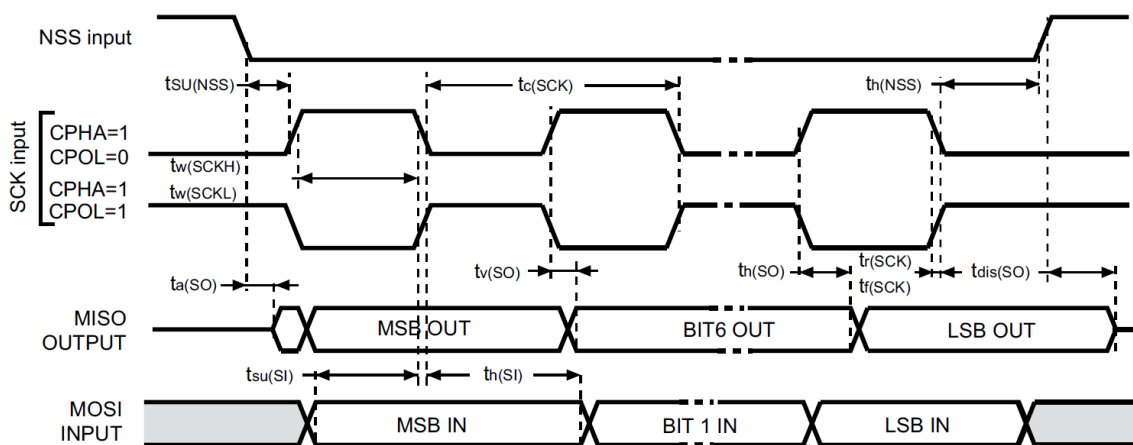 NSS input
tSU(NSS)
tc(SCK)
th(NSS)
SCK input
CPHA=1
CPOL=0
tw(SCKH)
CPHA=1
tw(SCKL)
CPOL=1
ta(SO)
tv(SO)
th(SO)
tr(SCK)
tf(SCK)
tdis(SO)
MISO
OUTPUT
MSB OUT
BIT6 OUT
LSB OUT
tsu(SI)
th(SI)
MOSI
INPUT
MSB IN
BIT 1 IN
LSB IN